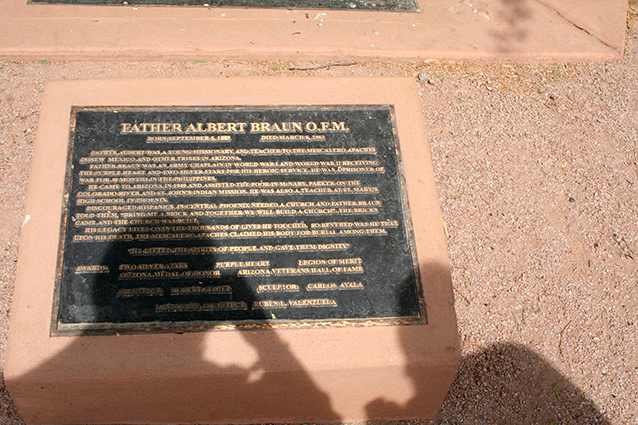 FATHER ALBERT BRAUN O.F.M.
BORN: SEPTEMBER 5, 1889 DIED: MARCH 6, 1983
FATHER ALBERT WAS A YOUNG MISSIONARY AND TEACHER TO THE MESCALERO APACHE
OF NEW MEXICO AND OTHER TRIBES IN ARIZONA.
FATHER BRAUN WAS AN ARMY CHAPLAIN IN WORLD WAR I AND WORLD WAR II RECEIVING
THE PURPLE HEART AND TWO SILVER STARS FOR HIS HEROIC SERVICE. HE WAS A PRISONER OF
WAR FOR 40 MONTHS IN THE PHILIPPINES.
HE CAME TO ARIZONA IN 1949 AND ASSISTED THE POOR IN McNARY, PARKER ON THE
COLORADO RIVER AND ST. JOHN'S INDIAN MISSION. HE WAS ALSO A TEACHER AT ST. MARY'S
HIGH SCHOOL IN PHOENIX.
DISCOURAGED HISPANICS, IN CENTRAL PHOENIX NEEDED A CHURCH AND FATHER BRAUN
TOLD THEM, "BRING ME A BRICK AND TOGETHER WE WILL BUILD A CHURCH". THE BRICKS
CAME AND THE CHURCH WAS BUILT.
HIS LEGACY LIVES ON IN THE THOUSANDS OF LIVES HE TOUCHED. SO REVERED WAS HE THAT
UPON HIS DEATH, THE MESCALERO APACHES CLAIMED HIS BODY FOR BURIAL AMONG THEM.
"HE LIFTED THE SPIRITS OF PEOPLE AND GAVE THEM DIGNITY"
AWARDS: TWO SILVER STARS PURPLE HEART LEGION OF MERIT
ARIZONA MEDAL OF HONOR ARIZONA VETERANS HALL OF FAME
SCULPTOR CARLOS AYALA
RUBEN L. VALENZUELA